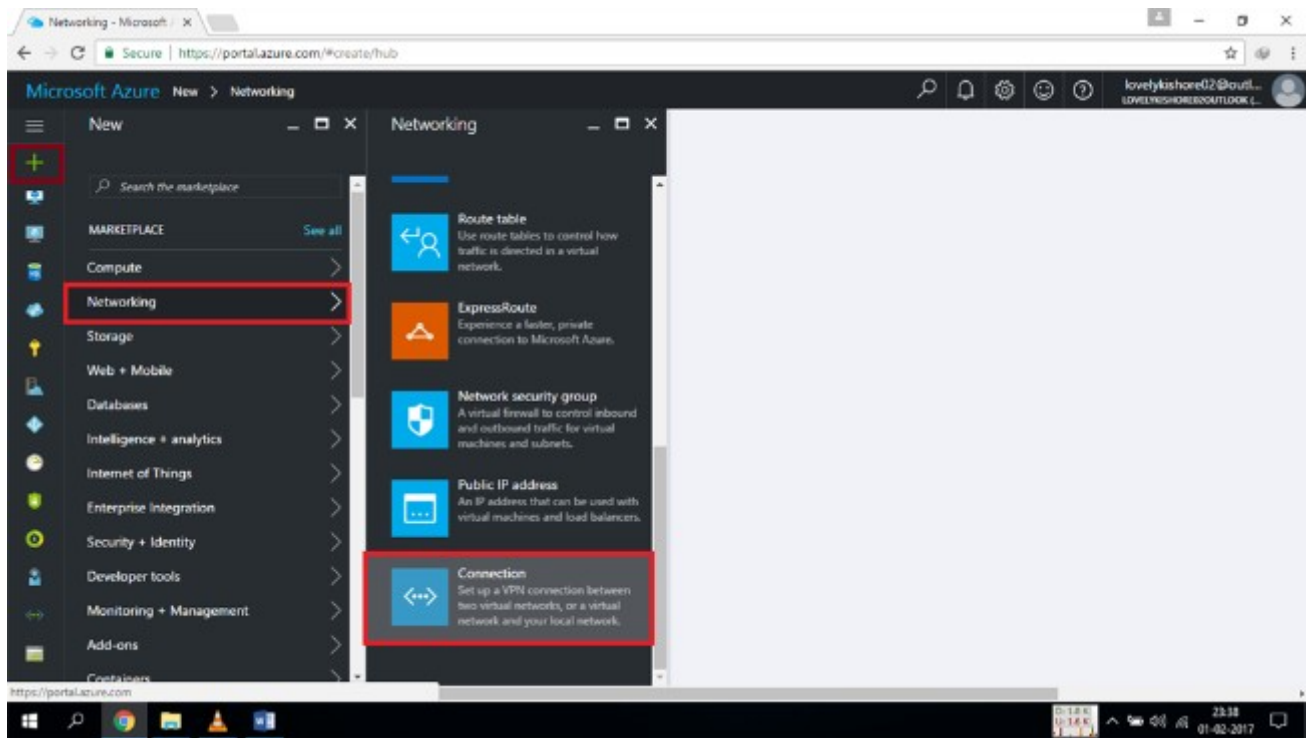 Networking - Microsoft
Secure | https://portal.azure.com/#create/hub
Microsoft Azure New > Networking
lovelykishore02@outl...
New
Search the marketplace
MARKETPLACE See all
Compute
Networking
Storage
Web + Mobile
Databases
Intelligence + analytics
Internet of Things
Enterprise Integration
Security + Identity
Developer tools
Monitoring + Management
Add-ons
Containers
Networking
Route table
Use route tables to control how
traffic is directed in a virtual
network.
ExpressRoute
Experience a faster, private
connection to Microsoft Azure.
Network security group
A virtual firewall to control inbound
and outbound traffic for virtual
machines and subnets.
Public IP address
An IP address that can be used with
virtual machines and load balancers.
Connection
Set up a VPN connection between
two virtual networks, or a virtual
network and your local network.
https://portal.azure.com
23:38
01-02-2017